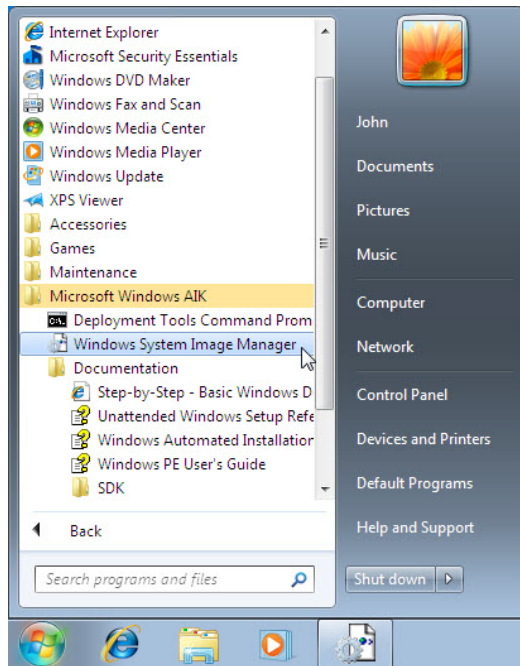 Internet Explorer
Microsoft Security Essentials
Windows DVD Maker
Windows Fax and Scan
Windows Media Center
Windows Media Player
Windows Update
XPS Viewer
Accessories
Games
Maintenance
Microsoft Windows AIK
Deployment Tools Command Prom
Windows System Image Manager
Documentation
Step-by-Step - Basic Windows D
Unattended Windows Setup Refe
Windows Automated Installation
Windows PE User's Guide
SDK
Back
Search programs and files
John
Documents
Pictures
Music
Computer
Network
Control Panel
Devices and Printers
Default Programs
Help and Support
Shut down